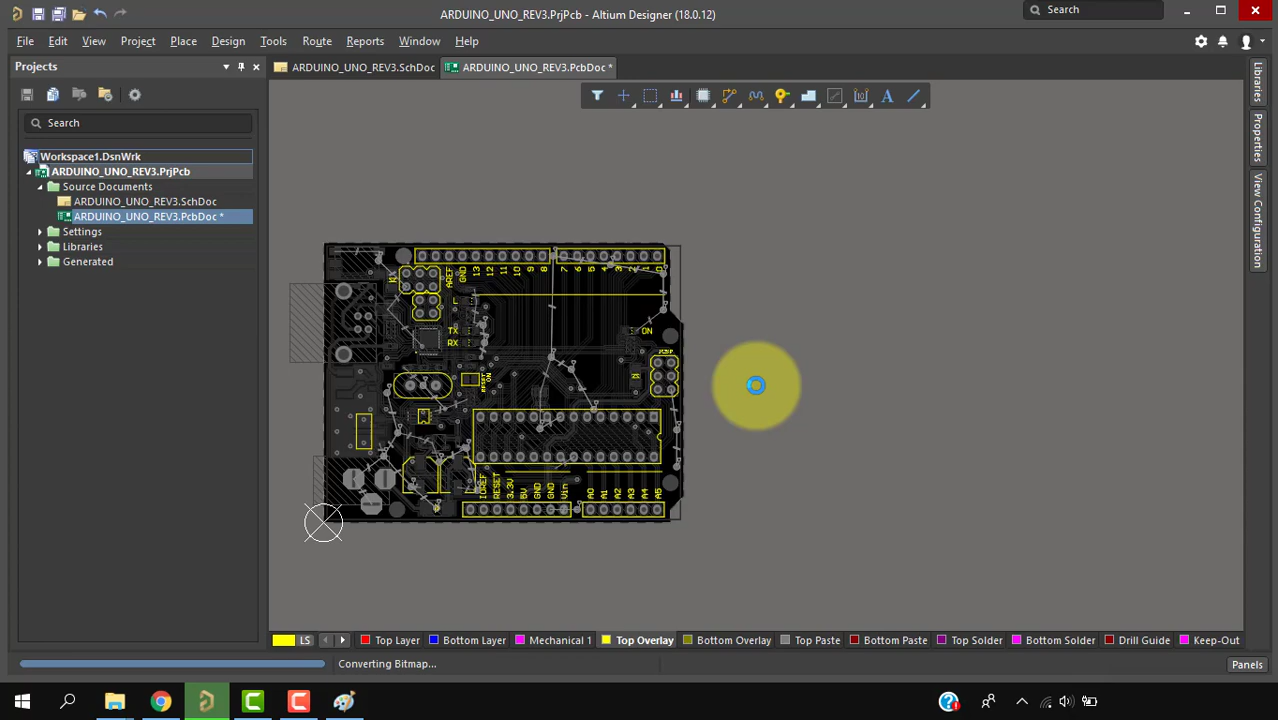 ARDUINO_UNO_REV3.PrjPcb - Altium Designer (18.0.12)
Search
File Edit View Project Place Design Tools Route Reports Window Help
Projects
ARDUINO_UNO_REV3.SchDoc
ARDUINO_UNO_REV3.PcbDoc *
Search
Workspace1.DsnWrk
ARDUINO_UNO_REV3.PrjPcb
Source Documents
ARDUINO_UNO_REV3.SchDoc
ARDUINO_UNO_REV3.PcbDoc *
Settings
Libraries
Generated
Libraries
Properties
View Configuration
AREF
GND
13
12
11
10
9
8
7
6
5
4
3
2
1
0
TX
RX
ON
RESET
ICSP
IOREF
RESET
3.3V
5V
GND
GND
Vin
A0
A1
A2
A3
A4
A5
LS
Top Layer
Bottom Layer
Mechanical 1
Top Overlay
Bottom Overlay
Top Paste
Bottom Paste
Top Solder
Bottom Solder
Drill Guide
Keep-Out
Converting Bitmap...
Panels